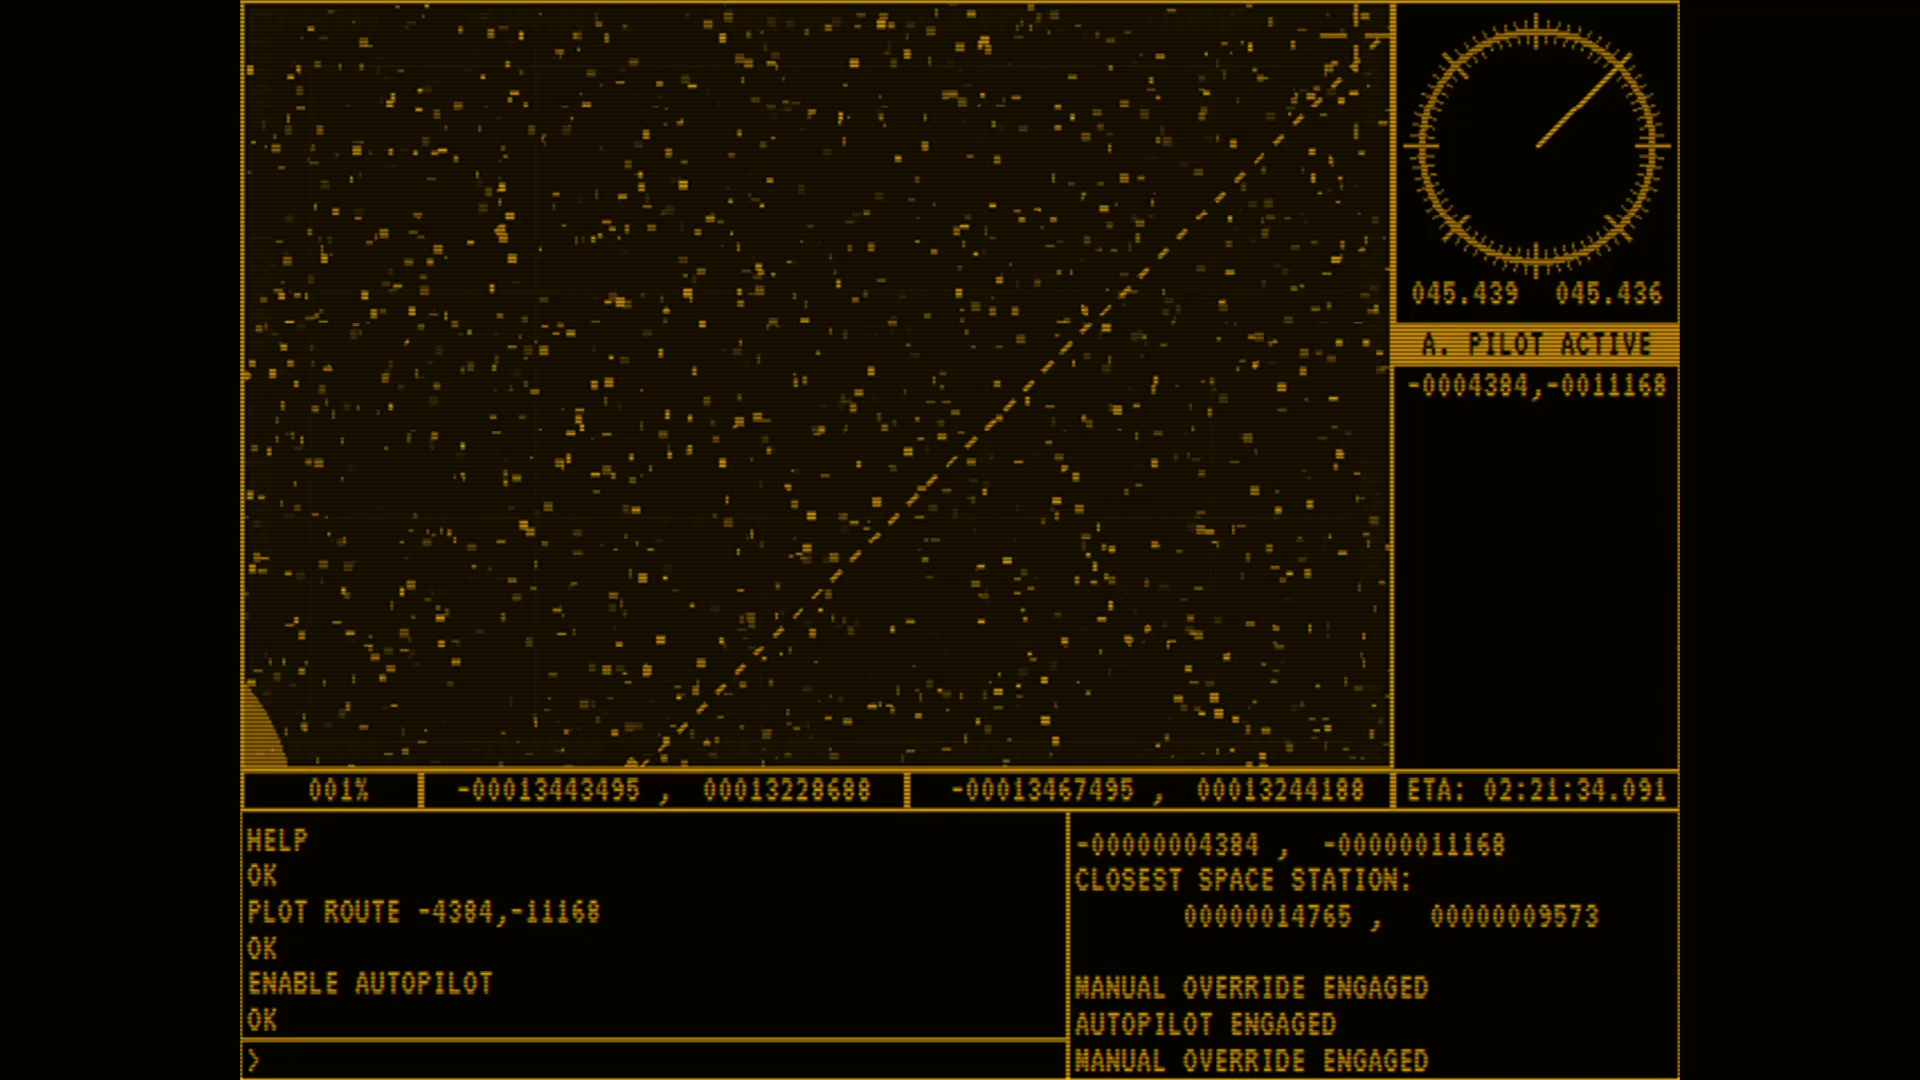 045.439 045.436
A. PILOT ACTIVE
-0004384,-0011168
001% -00013443495 , 00013228688 -00013467495 , 00013244188 ETA: 02:21:34.091
HELP
OK
PLOT ROUTE -4384,-11168
OK
ENABLE AUTOPILOT
OK
>
-00000004384 , -00000011168
CLOSEST SPACE STATION:
00000014765 , 00000009573
MANUAL OVERRIDE ENGAGED
AUTOPILOT ENGAGED
MANUAL OVERRIDE ENGAGED